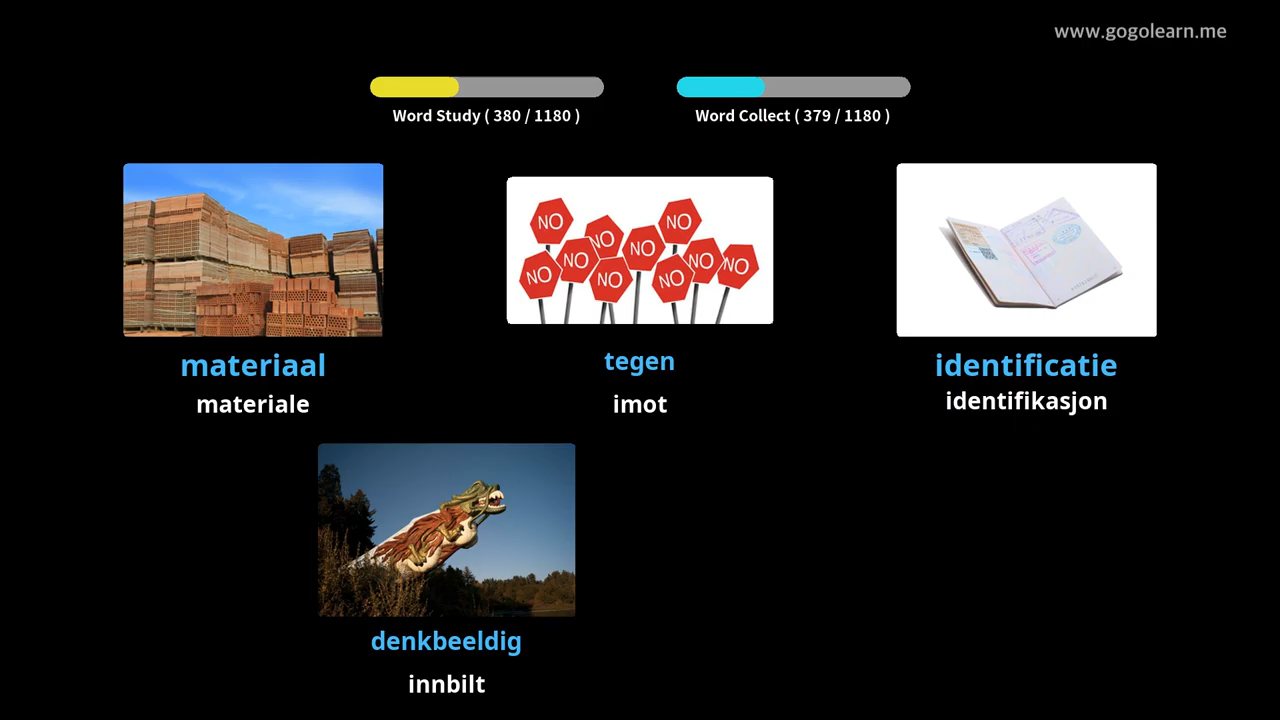 www.gogolearn.me
Word Study ( 380 / 1180 )
Word Collect ( 379 / 1180 )
NO
NO
NO
NO
NO
NO
NO
NO
NO
NO
materiaal
materiale
tegen
imot
identificatie
identifikasjon
denkbeeldig
innbilt